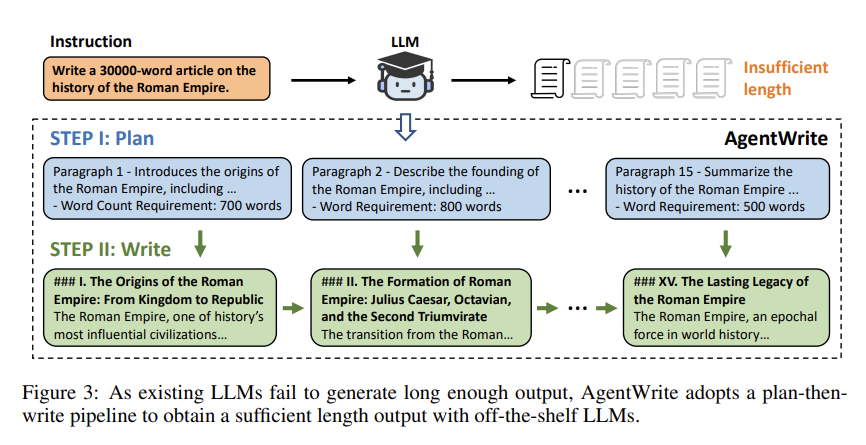 Instruction
LLM
Write a 30000-word article on the
history of the Roman Empire.
Insufficient
length
STEP I: Plan
AgentWrite
Paragraph 1 - Introduces the origins of
the Roman Empire, including ...
- Word Count Requirement: 700 words
Paragraph 2 - Describe the founding of
the Roman Empire, including ...
- Word Requirement: 800 words
...
Paragraph 15 - Summarize the
history of the Roman Empire ...
- Word Requirement: 500 words
STEP II: Write
### I. The Origins of the Roman
Empire: From Kingdom to Republic
The Roman Empire, one of history's
most influential civilizations...
### II. The Formation of Roman
Empire: Julius Caesar, Octavian,
and the Second Triumvirate
The transition from the Roman...
...
### XV. The Lasting Legacy of
the Roman Empire
The Roman Empire, an epochal
force in world history...
Figure 3: As existing LLMs fail to generate long enough output, AgentWrite adopts a plan-then-
write pipeline to obtain a sufficient length output with off-the-shelf LLMs.